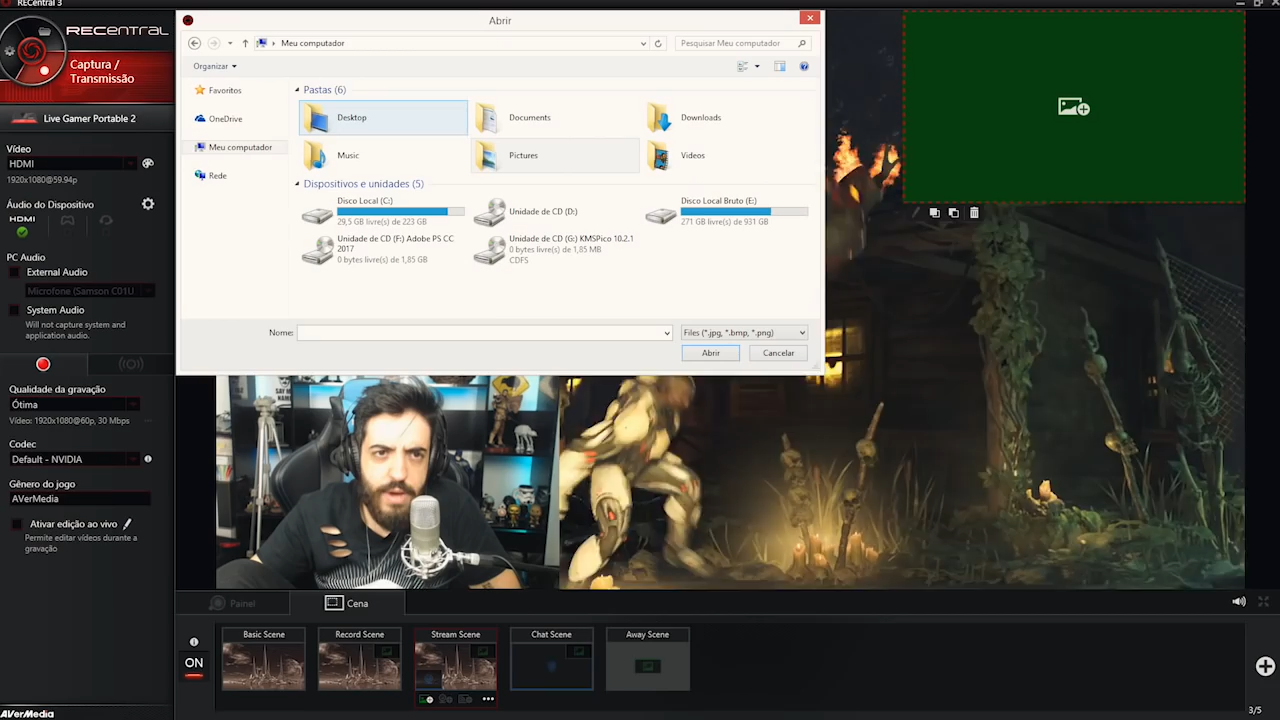 RECentral 3
RECENTRAL
Captura /
Transmissão
Live Gamer Portable 2
Vídeo
HDMI
1920x1080@59.94p
Áudio do Dispositivo
HDMI
PC Audio
External Audio
Microfone (Samson C01U
System Audio
Will not capture system and
application audio.
Qualidade da gravação
Ótima
Vídeo: 1920x1080@60p, 30 Mbps
Codec
Default - NVIDIA
Gênero do jogo
AVerMedia
Ativar edição ao vivo
Permite editar vídeos durante a
gravação
AVerMedia
Abrir
Meu computador
Pesquisar Meu computador
Organizar
Favoritos
OneDrive
Meu computador
Rede
Pastas (6)
Desktop
Documents
Downloads
Music
Pictures
Videos
Dispositivos e unidades (5)
Disco Local (C:)
29,5 GB livre(s) de 223 GB
Unidade de CD (D:)
Disco Local Bruto (E:)
271 GB livre(s) de 931 GB
Unidade de CD (F:) Adobe PS CC
2017
0 bytes livre(s) de 1,85 GB
Unidade de CD (G:) KMSPico 10.2.1
0 bytes livre(s) de 1,85 MB
CDFS
Nome:
Files (*.jpg, *.bmp, *.png)
Abrir
Cancelar
Painel
Cena
ON
Basic Scene
Record Scene
Stream Scene
Chat Scene
Away Scene
3/5